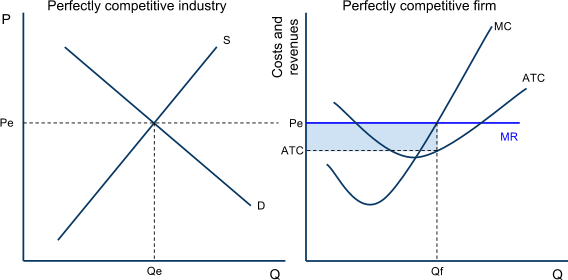 Perfectly competitive industry
P
S
Pe
D
Qe
Q
Perfectly competitive firm
Costs and
revenues
MC
ATC
Pe
MR
ATC
Qf
Q